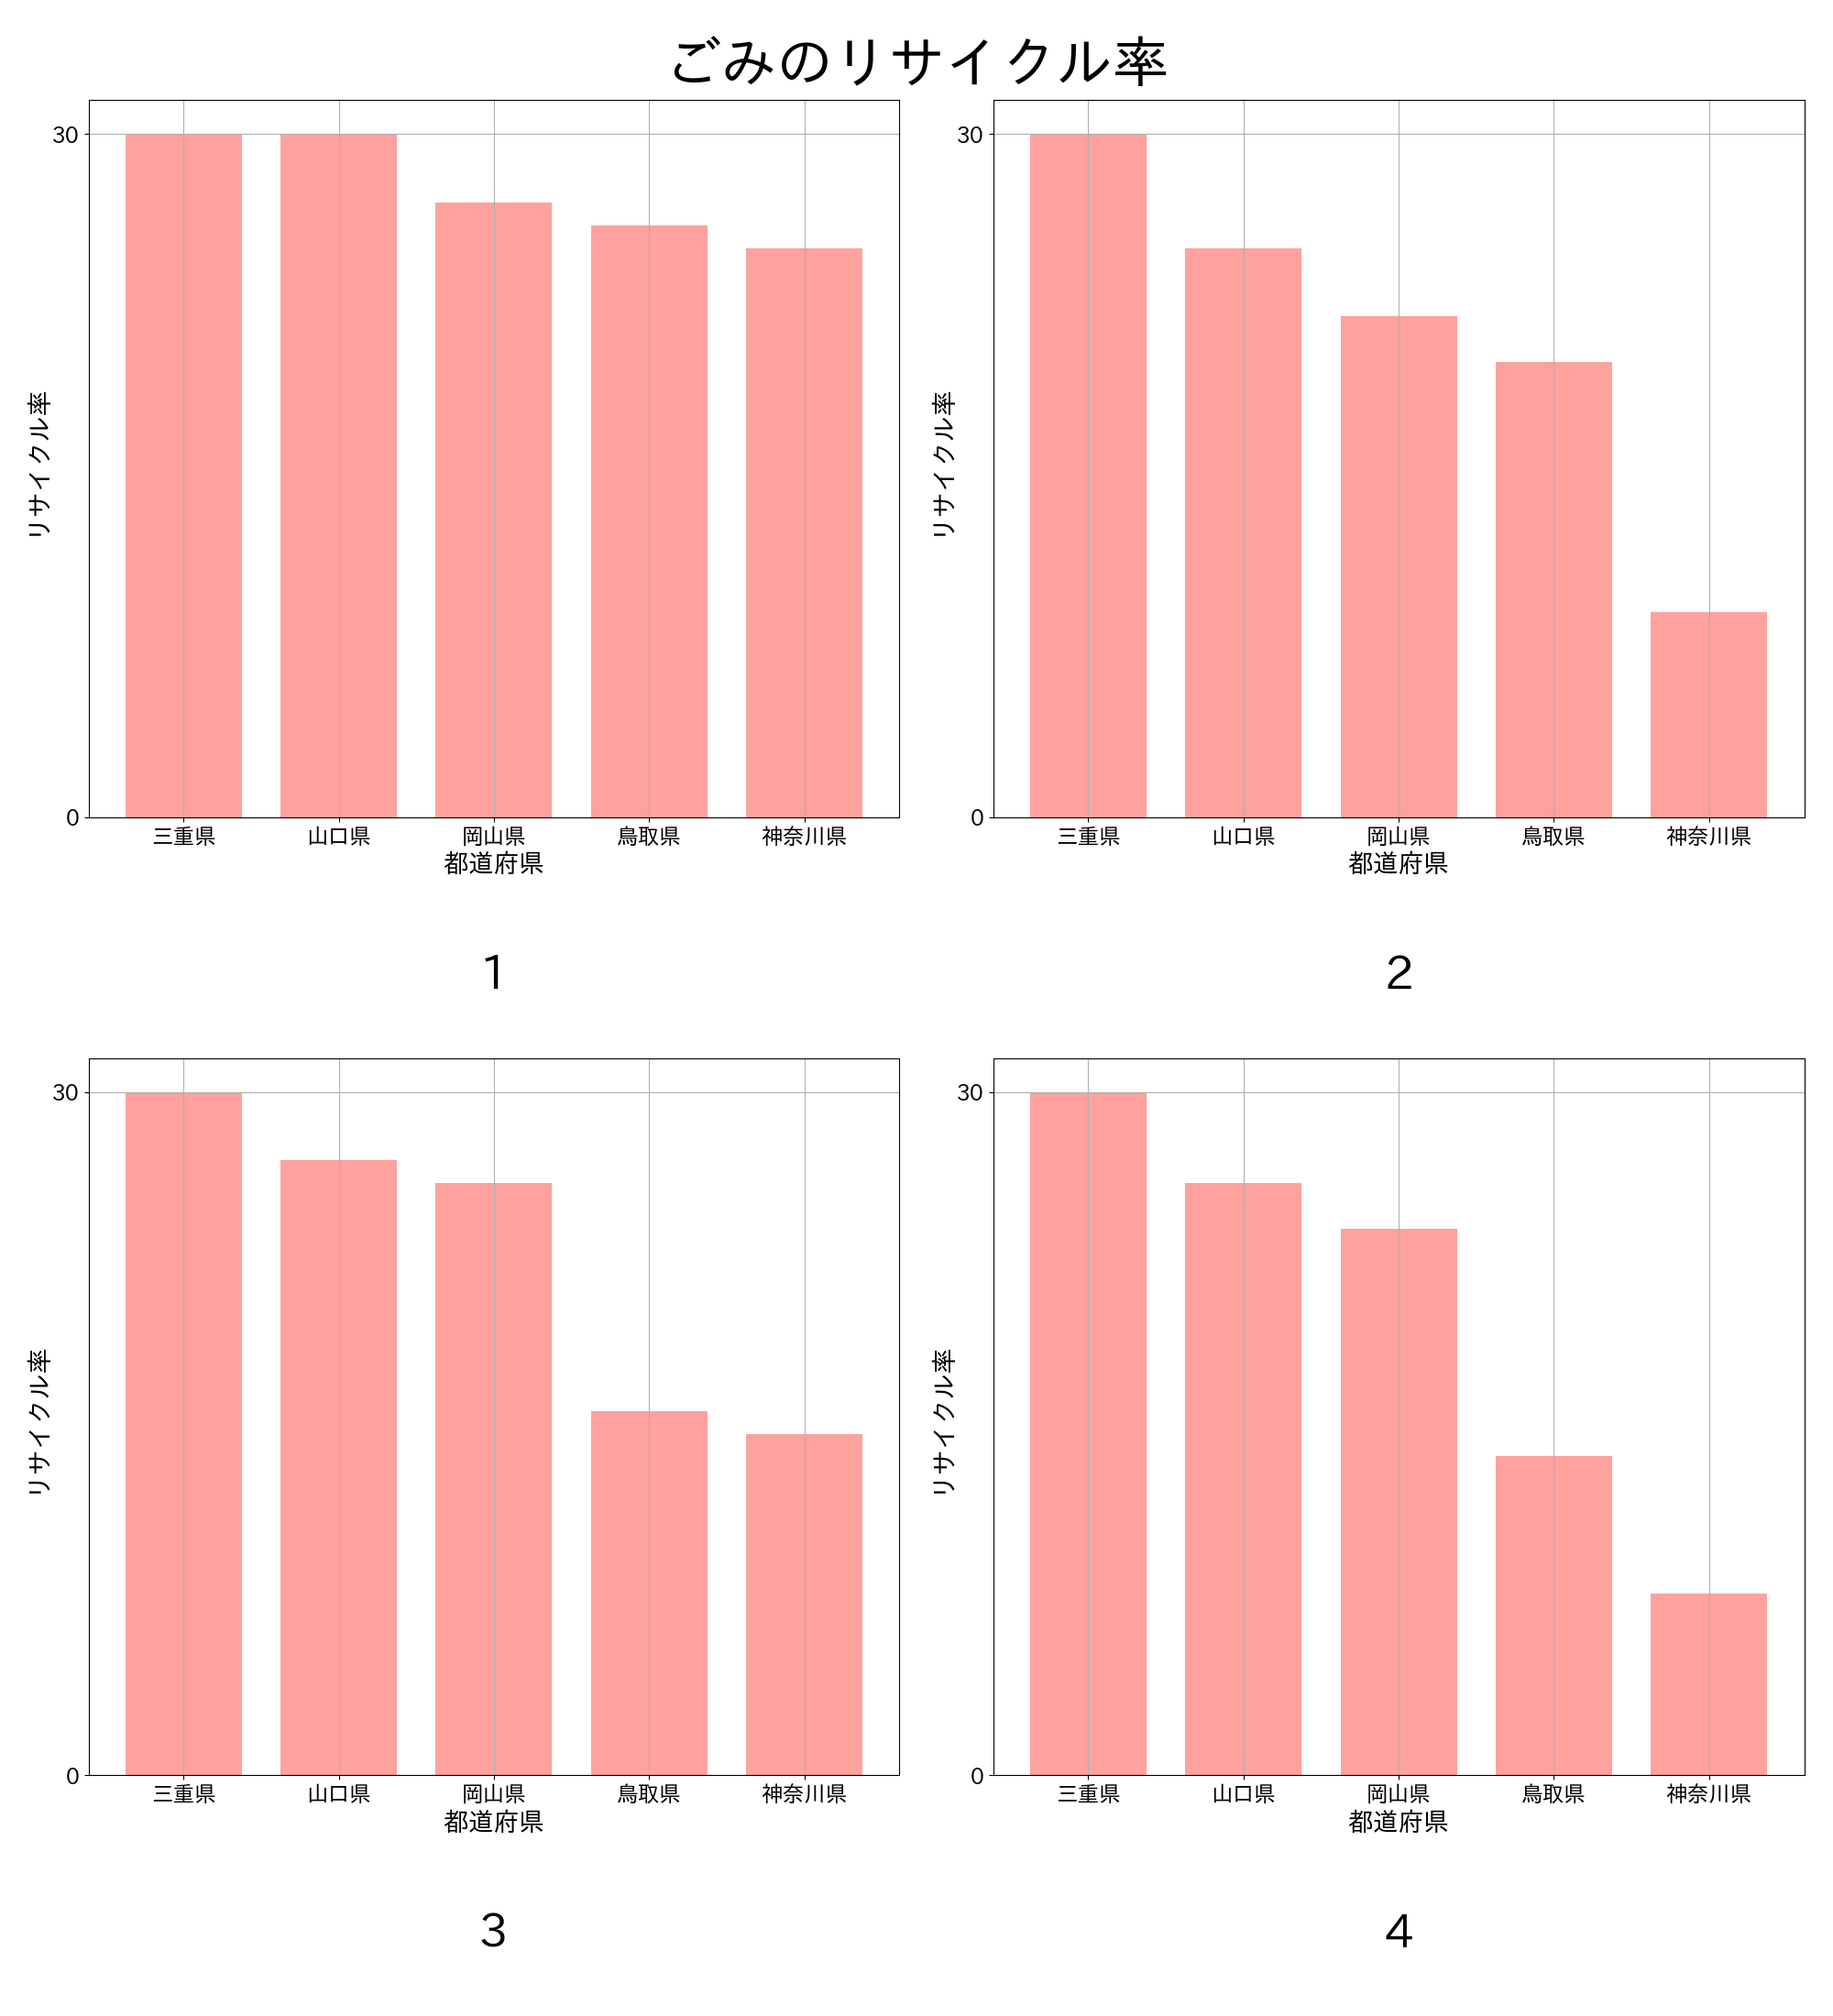 ごみのリサイクル率
30
0
リサイクル率
三重県 山口県 岡山県 鳥取県 神奈川県
都道府県
1
30
0
リサイクル率
三重県 山口県 岡山県 鳥取県 神奈川県
都道府県
2
30
0
リサイクル率
三重県 山口県 岡山県 鳥取県 神奈川県
都道府県
3
30
0
リサイクル率
三重県 山口県 岡山県 鳥取県 神奈川県
都道府県
4